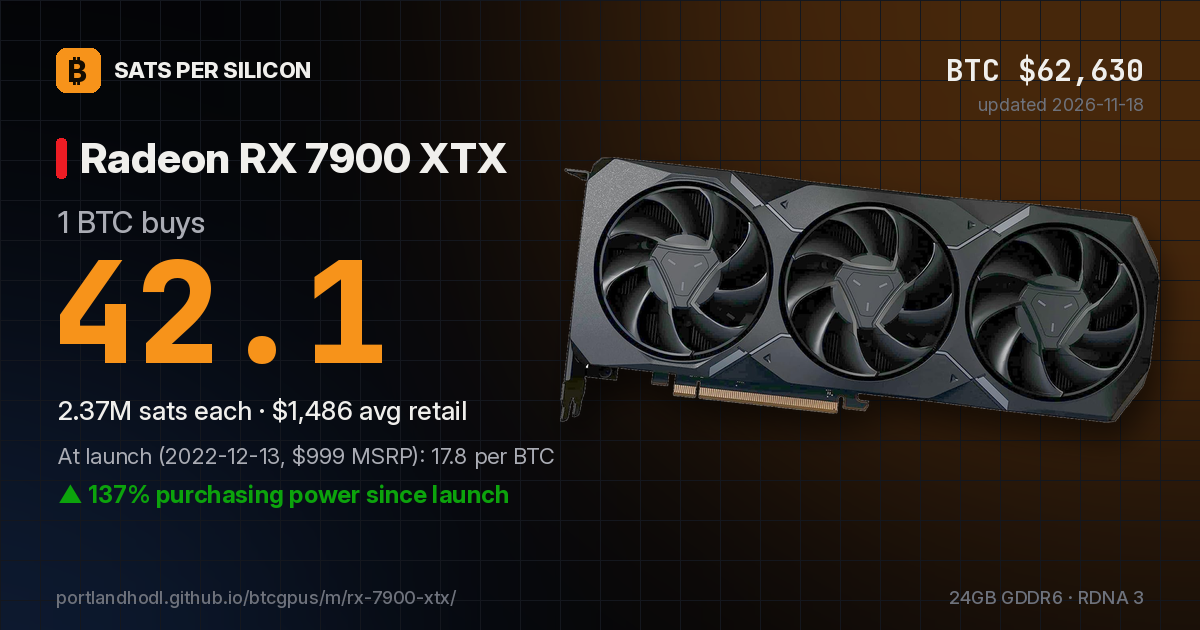 ₿ SATS PER SILICON
BTC $62,630
updated 2026-11-18
Radeon RX 7900 XTX
1 BTC buys
42.1
2.37M sats each · $1,486 avg retail
At launch (2022-12-13, $999 MSRP): 17.8 per BTC
▲ 137% purchasing power since launch
portlandhodl.github.io/btcgpus/m/rx-7900-xtx/
24GB GDDR6 · RDNA 3